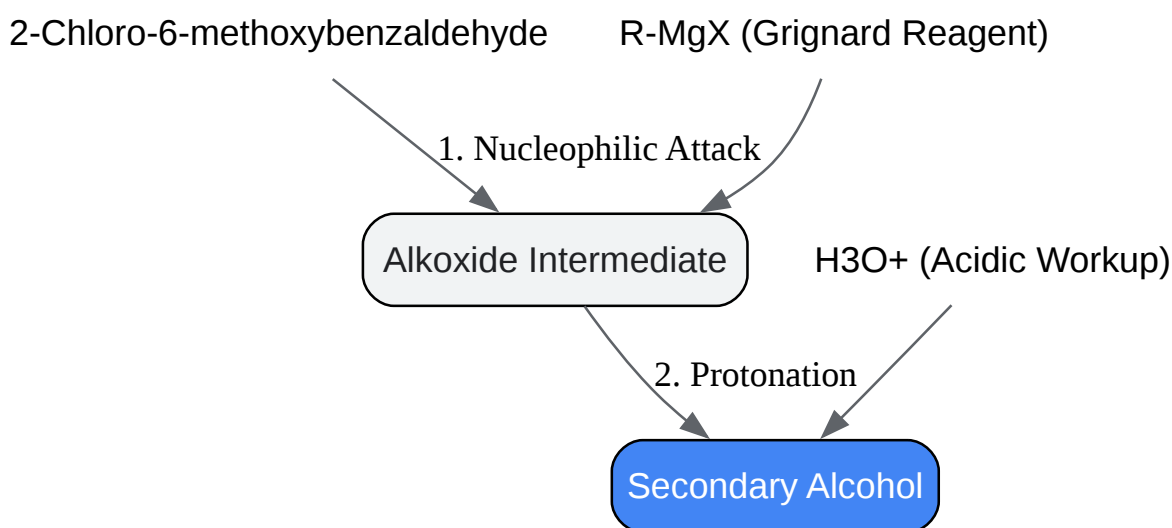 2-Chloro-6-methoxybenzaldehyde
R-MgX (Grignard Reagent)
1. Nucleophilic Attack
Alkoxide Intermediate
H3O+ (Acidic Workup)
2. Protonation
Secondary Alcohol